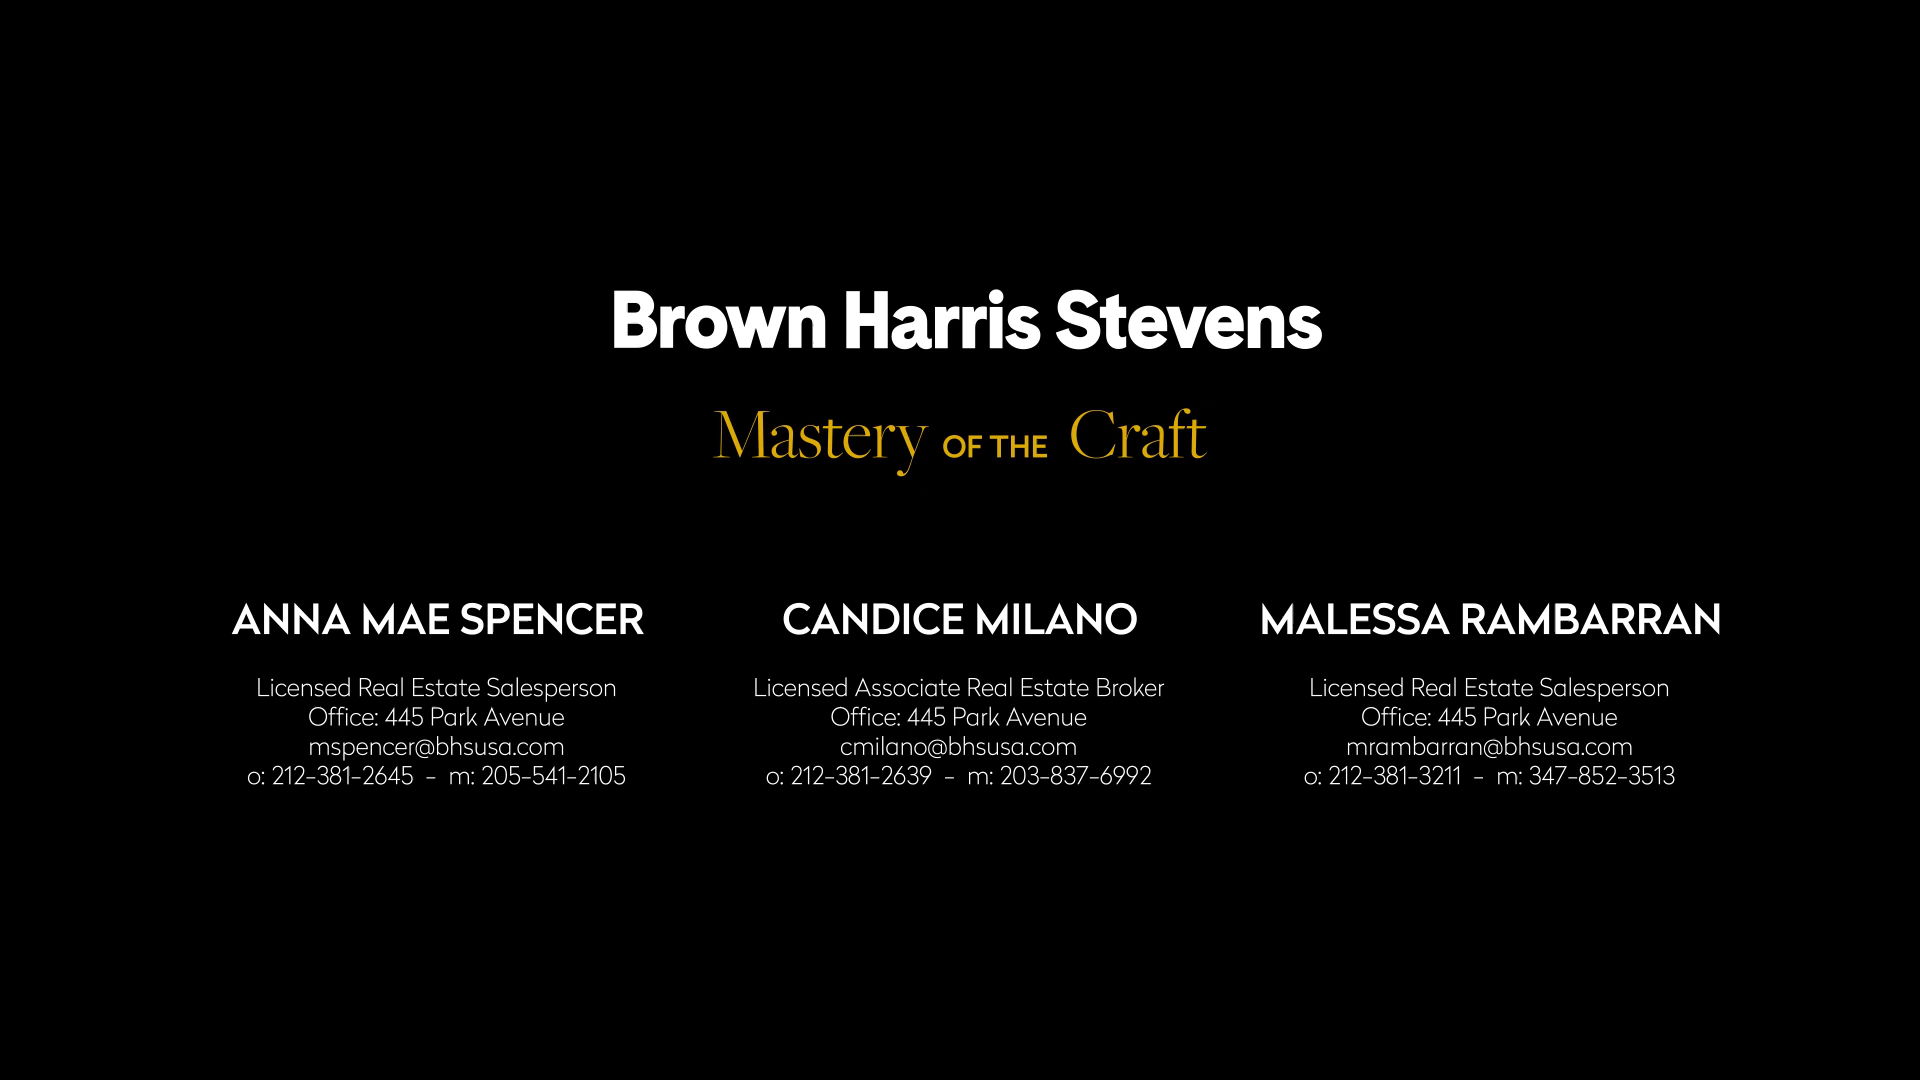 Brown Harris Stevens
Mastery OF THE Craft
ANNA MAE SPENCER
Licensed Real Estate Salesperson
Office: 445 Park Avenue
mspencer@bhsusa.com
o: 212-381-2645 - m: 205-541-2105
CANDICE MILANO
Licensed Associate Real Estate Broker
Office: 445 Park Avenue
cmilano@bhsusa.com
o: 212-381-2639 - m: 203-837-6992
MALESSA RAMBARRAN
Licensed Real Estate Salesperson
Office: 445 Park Avenue
mrambarran@bhsusa.com
o: 212-381-3211 - m: 347-852-3513